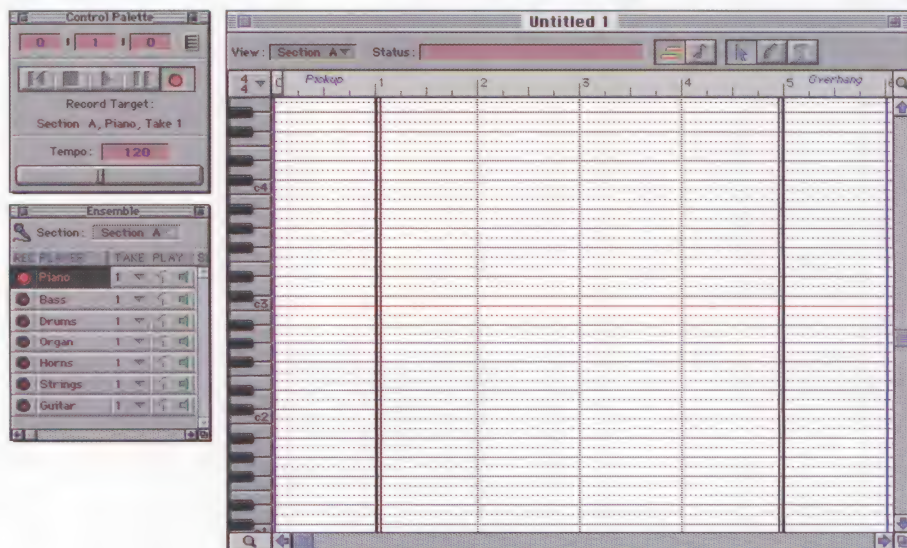 Control Palette
0 1 0
Record Target:
Section A, Piano, Take 1
Tempo: 120
Ensemble
Section: Section A
REC PLAYER TAKE PLAY
Piano 1
Bass 1
Drums 1
Organ 1
Horns 1
Strings 1
Guitar 1
Untitled 1
View: Section A Status:
4
4
Pickup 1 2 3 4 5 Overhang 6
c4
c3
c2